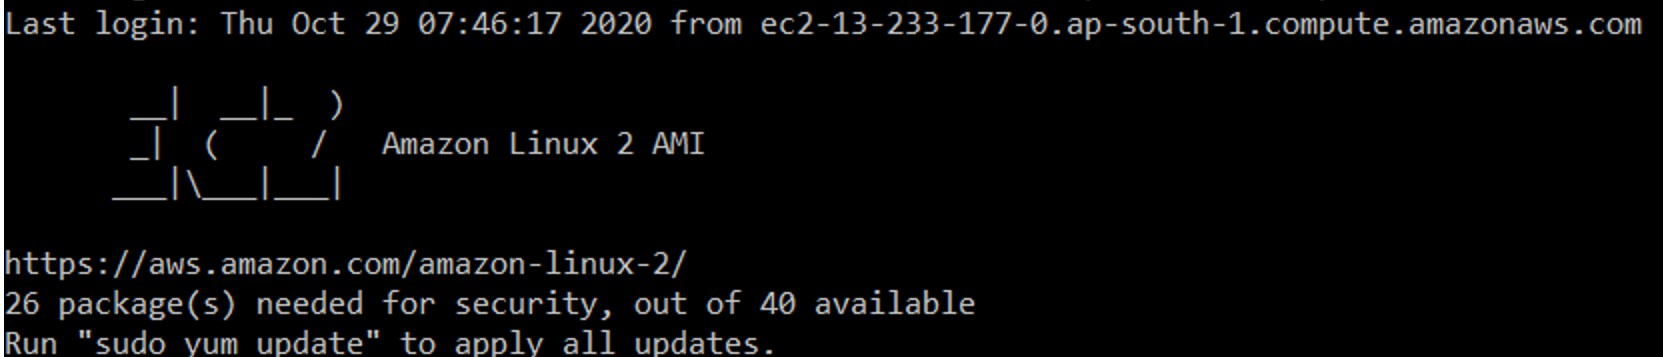 Last login: Thu Oct 29 07:46:17 2020 from ec2-13-233-177-0.ap-south-1.compute.amazonaws.com
       __|  __|_  )
       _|  (     /   Amazon Linux 2 AMI
      ___|\___|___|
https://aws.amazon.com/amazon-linux-2/
26 package(s) needed for security, out of 40 available
Run "sudo yum update" to apply all updates.